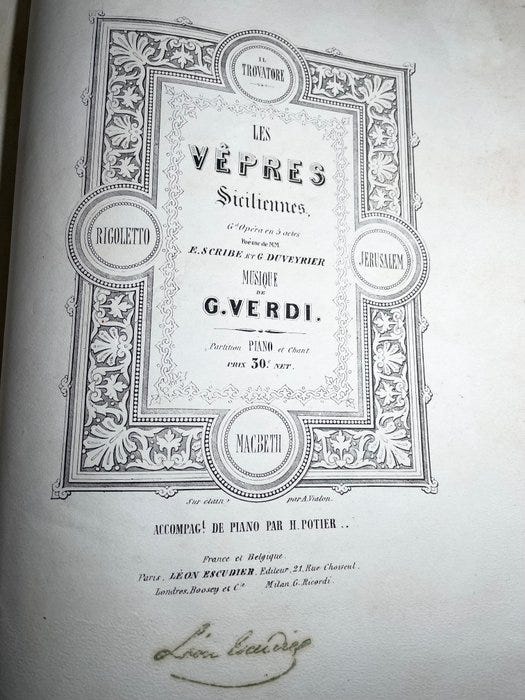 IL
TROVATORE
LES
VÊPRES
Siciliennes,
Gd. Opéra en 5 actes
Poëme de MM.
E. SCRIBE ET G DUVEYRIER
MUSIQUE
DE
G. VERDI.
Partition PIANO et Chant
PRIX 30f. NET.
RIGOLETTO
JERUSALEM
MACBETH
Sur étain par A. Vialon.
ACCOMPAGt. DE PIANO PAR H. POTIER..
France et Belgique
Paris, LÉON ESCUDIER, Editeur, 21, Rue Choiseul.
Londres, Boosey et Cie. Milan, G. Ricordi.
Léon Escudier